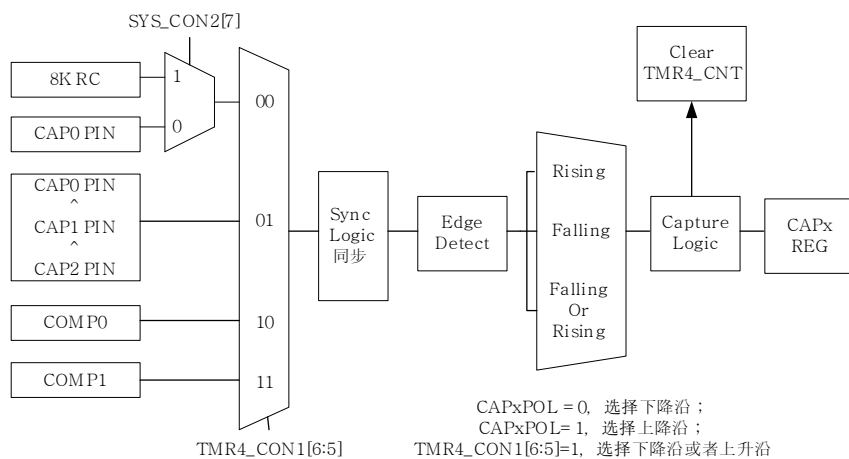 SYS_CON2[7]
8K RC
1
CAP0 PIN
0
00
CAP0 PIN
^
CAP1 PIN
^
CAP2 PIN
01
COMP0
10
COMP1
11
TMR4_CON1[6:5]
Sync
Logic
同步
Edge
Detect
Rising
Falling
Falling
Or
Rising
Clear
TMR4_CNT
Capture
Logic
CAPx
REG
CAPxPOL = 0, 选择下降沿；
CAPxPOL= 1, 选择上降沿；
TMR4_CON1[6:5]=1, 选择下降沿或者上升沿